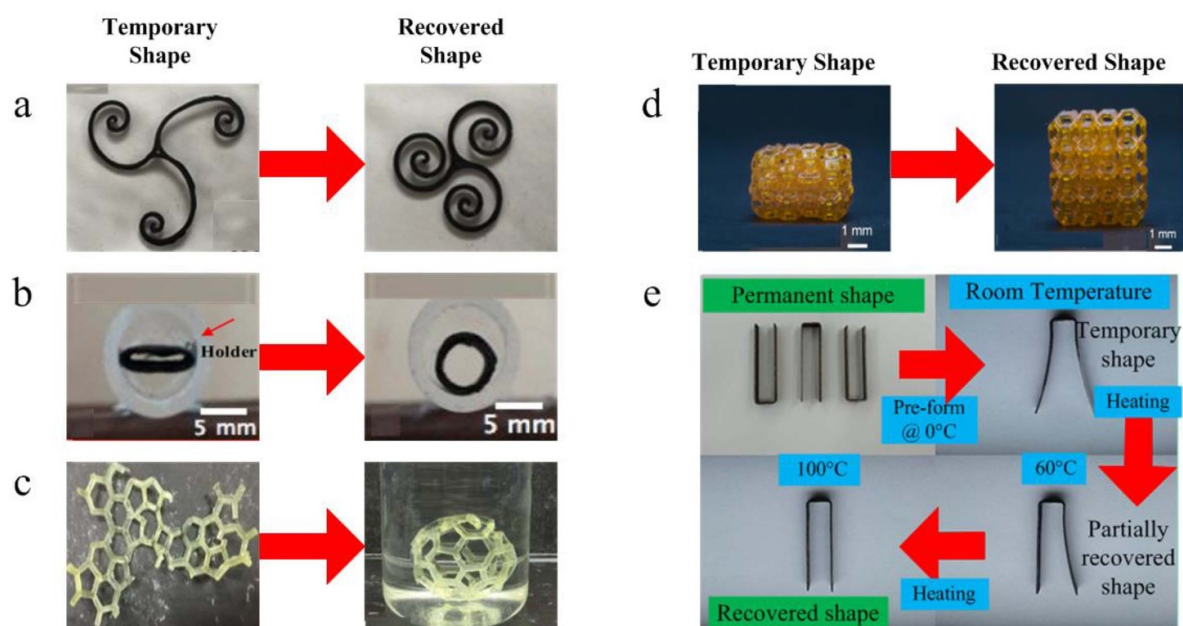 Temporary
Shape
Recovered
Shape
a
b
Holder
5 mm
5 mm
c
Temporary Shape
Recovered Shape
d
1 mm
1 mm
e
Permanent shape
Room Temperature
Temporary
shape
Pre-form
@ 0°C
Heating
100°C
60°C
Partially
recovered
shape
Heating
Recovered shape